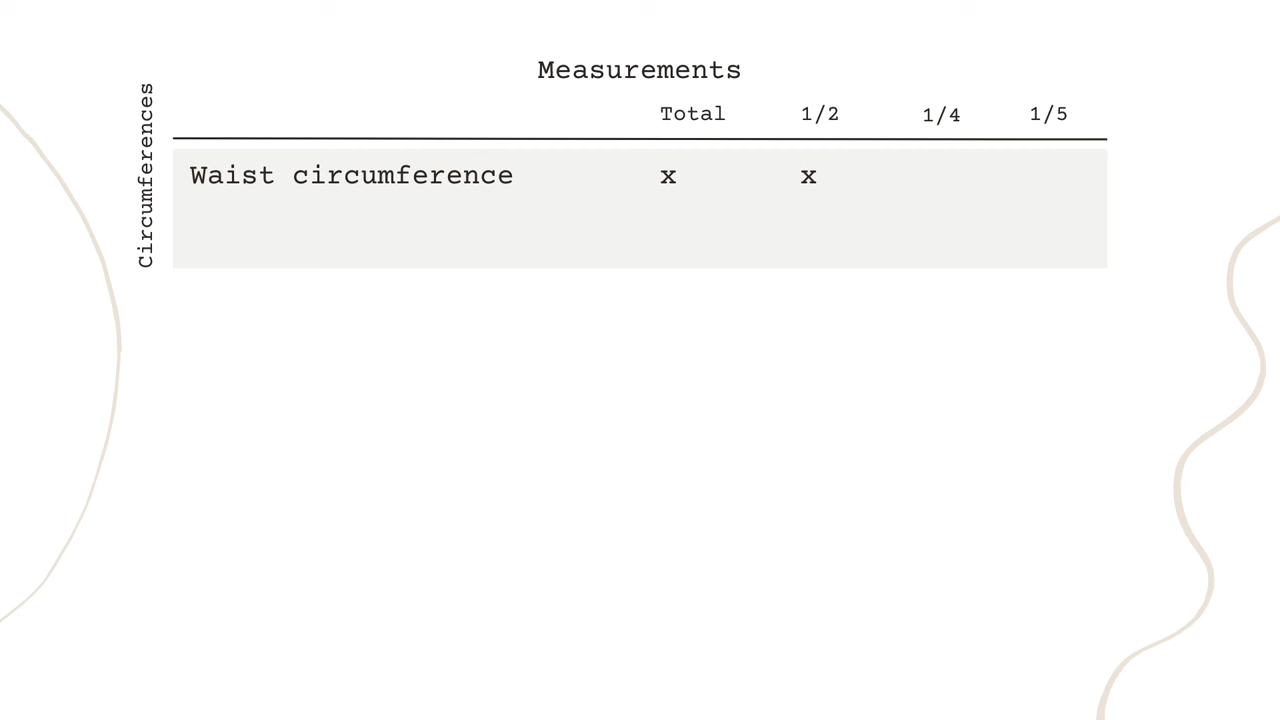 Measurements
Total 1/2 1/4 1/5
Circumferences
Waist circumference x x